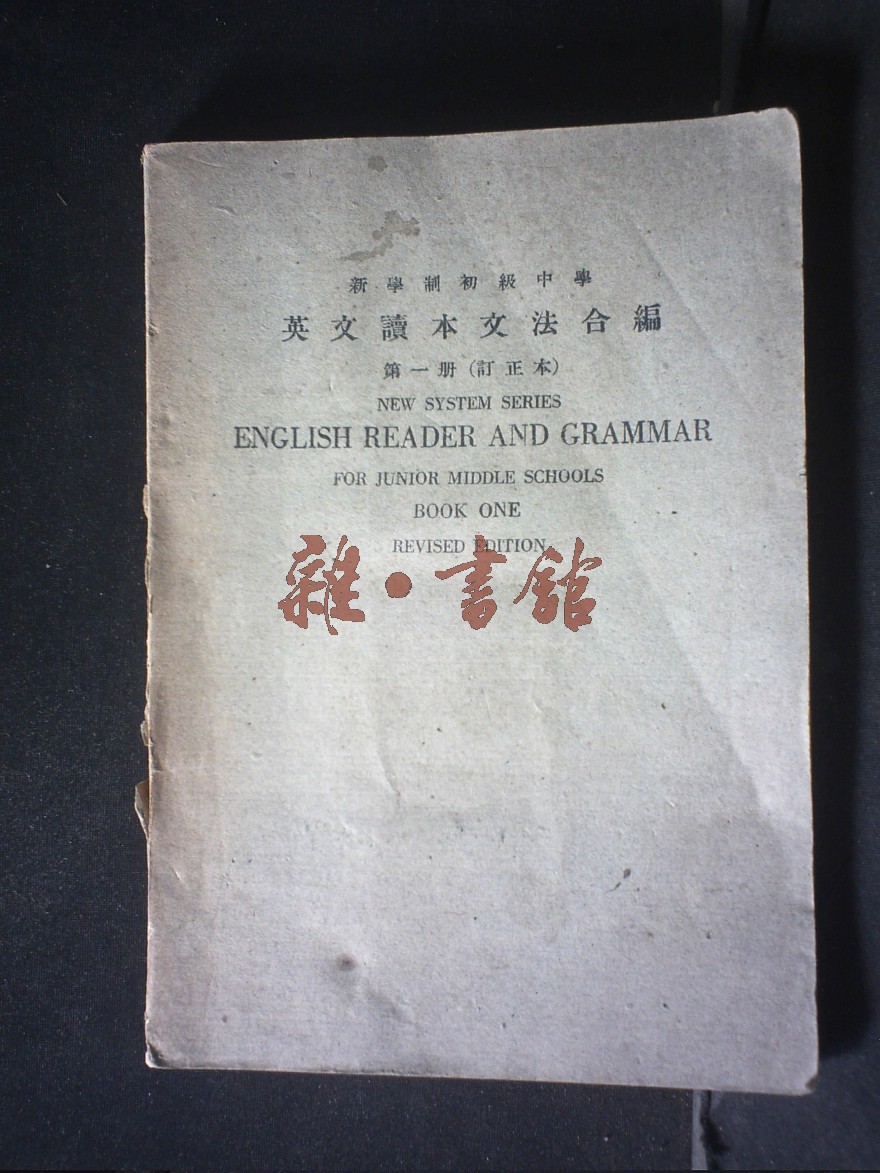 新學制初級中學
英文讀本文法合編
第一册(訂正本)
NEW SYSTEM SERIES
ENGLISH READER AND GRAMMAR
FOR JUNIOR MIDDLE SCHOOLS
BOOK ONE
REVISED EDITION
雜·書館